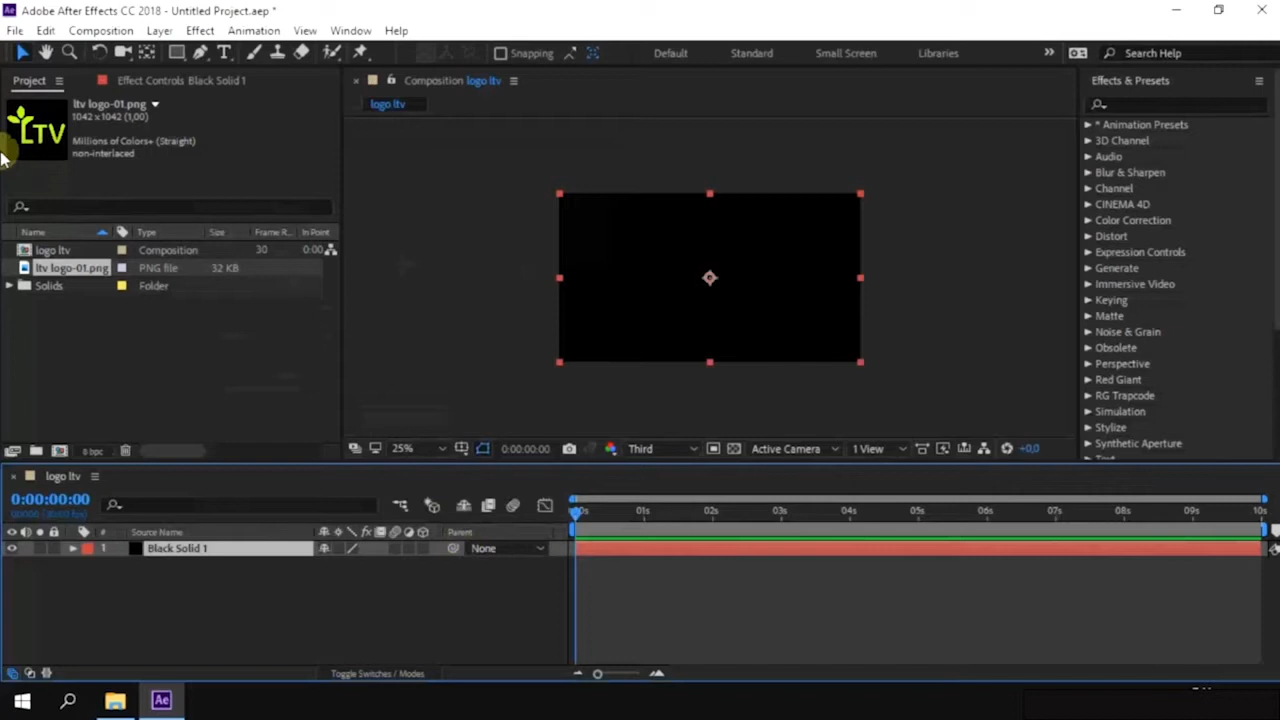 Adobe After Effects CC 2018 - Untitled Project.aep *
File Edit Composition Layer Effect Animation View Window Help
Snapping Default Standard Small Screen Libraries Search Help
Project Effect Controls Black Solid 1
Composition logo ltv
Effects & Presets
LTV
ltv logo-01.png
1042 x 1042 (1,00)
Millions of Colors+ (Straight)
non-interlaced
logo ltv
Name Type Size Frame R... In Point
logo ltv Composition 30 0:00
ltv logo-01.png PNG file 32 KB
Solids Folder
* Animation Presets
3D Channel
Audio
Blur & Sharpen
Channel
CINEMA 4D
Color Correction
Distort
Expression Controls
Generate
Immersive Video
Keying
Matte
Noise & Grain
Obsolete
Perspective
Red Giant
RG Trapcode
Simulation
Stylize
Synthetic Aperture
Text
8 bpc
25% 0:00:00:00 Third Active Camera 1 View +0,0
logo ltv
0:00:00:00
01s 02s 03s 04s 05s 06s 07s 08s 09s 10s
# Source Name Parent
1 Black Solid 1 None
Toggle Switches / Modes
Ae